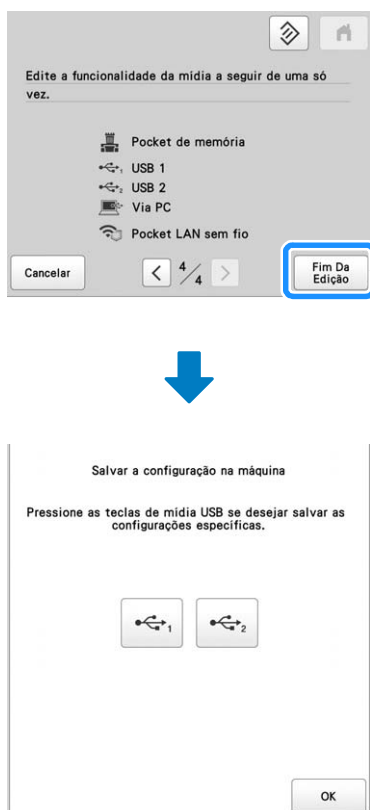 Edite a funcionalidade da mídia a seguir de uma só
vez.
Pocket de memória
1 USB 1
2 USB 2
Via PC
Pocket LAN sem fio
Cancelar
4/4
Fim Da
Edição
Salvar a configuração na máquina
Pressione as teclas de mídia USB se desejar salvar as
configurações específicas.
1
2
OK